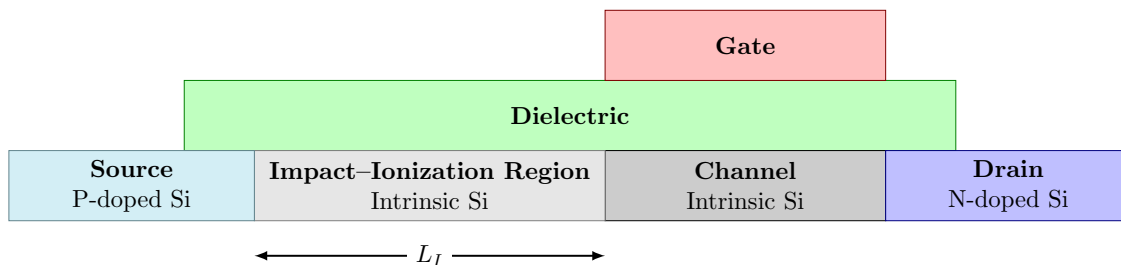 Gate
Dielectric
Source
P-doped Si
Impact–Ionization Region
Intrinsic Si
Channel
Intrinsic Si
Drain
N-doped Si
L_I